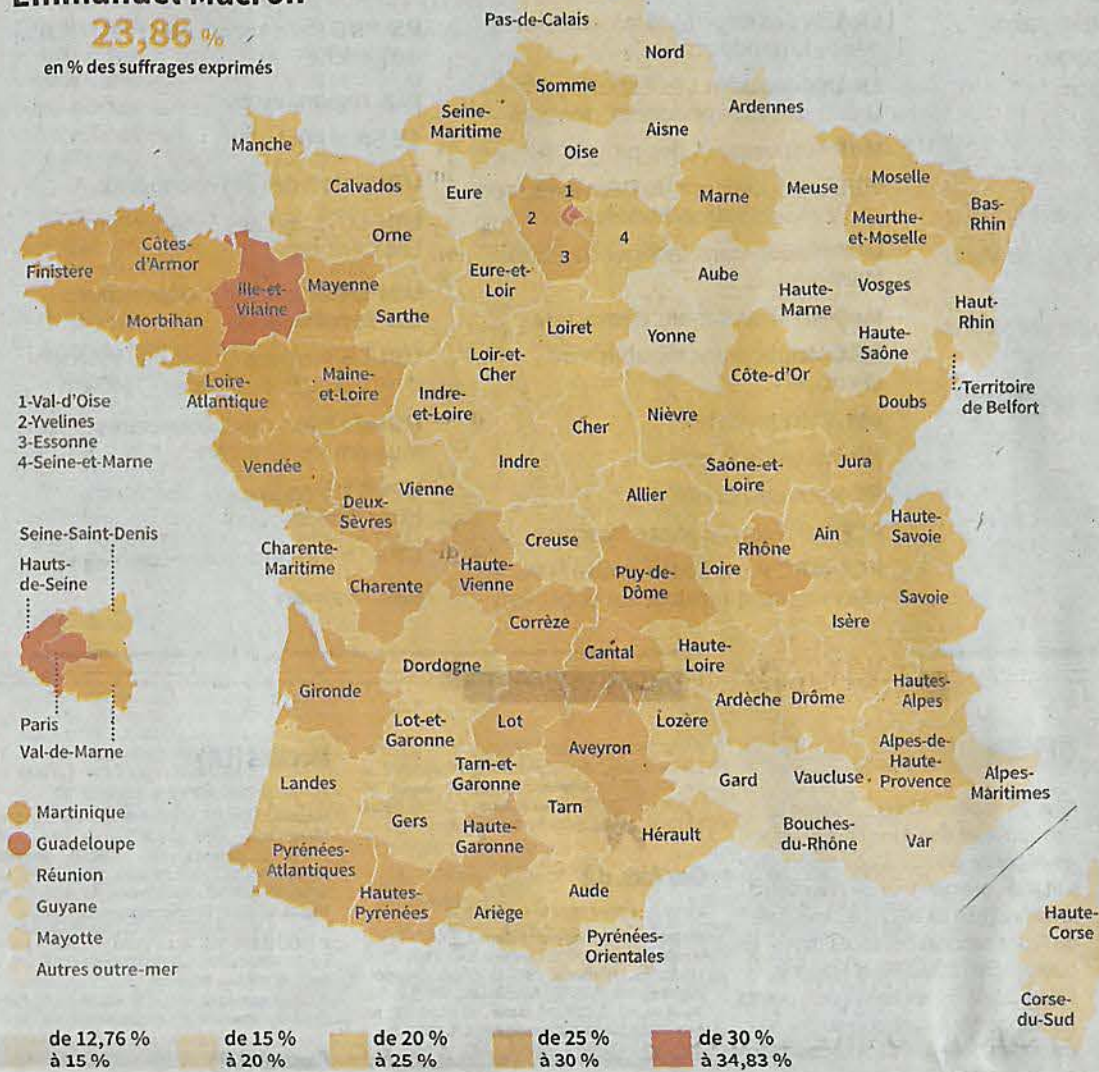 Emmanuel Macron
23,86 %
en % des suffrages exprimés
Pas-de-Calais
Nord
Somme
Ardennes
Seine-
Maritime
Aisne
Manche
Oise
Calvados
Eure
1
Marne
Meuse
Moselle
2
Bas-
Rhin
Meurthe-
et-Moselle
Orne
4
3
Côtes-
d'Armor
Finistère
Ille-et-
Vilaine
Mayenne
Eure-et-
Loir
Aube
Haute-
Marne
Vosges
Haut-
Rhin
Morbihan
Sarthe
Loiret
Yonne
Haute-
Saône
Loir-et-
Cher
Côte-d'Or
Loire-
Atlantique
Maine-
et-Loire
Indre-
et-Loire
Cher
Nièvre
Doubs
Territoire
de Belfort
1-Val-d'Oise
2-Yvelines
3-Essonne
4-Seine-et-Marne
Vendée
Indre
Saône-et-
Loire
Jura
Deux-
Sèvres
Vienne
Allier
Seine-Saint-Denis
Hauts-
de-Seine
Charente-
Maritime
Creuse
Rhône
Ain
Haute-
Savoie
Charente
Haute-
Vienne
Puy-de-
Dôme
Loire
Savoie
Corrèze
Isère
Cantal
Haute-
Loire
Dordogne
Gironde
Ardèche
Drôme
Hautes-
Alpes
Paris
Val-de-Marne
Lot-et-
Garonne
Lot
Aveyron
Lozère
Alpes-de-
Haute-
Provence
Landes
Tarn-et-
Garonne
Gard
Vaucluse
Alpes-
Maritimes
Martinique
Guadeloupe
Réunion
Guyane
Mayotte
Autres outre-mer
Gers
Haute-
Garonne
Tarn
Hérault
Bouches-
du-Rhône
Var
Pyrénées-
Atlantiques
Hautes-
Pyrénées
Ariège
Aude
Pyrénées-
Orientales
Haute-
Corse
Corse-
du-Sud
de 12,76 %
à 15 %
de 15 %
à 20 %
de 20 %
à 25 %
de 25 %
à 30 %
de 30 %
à 34,83 %